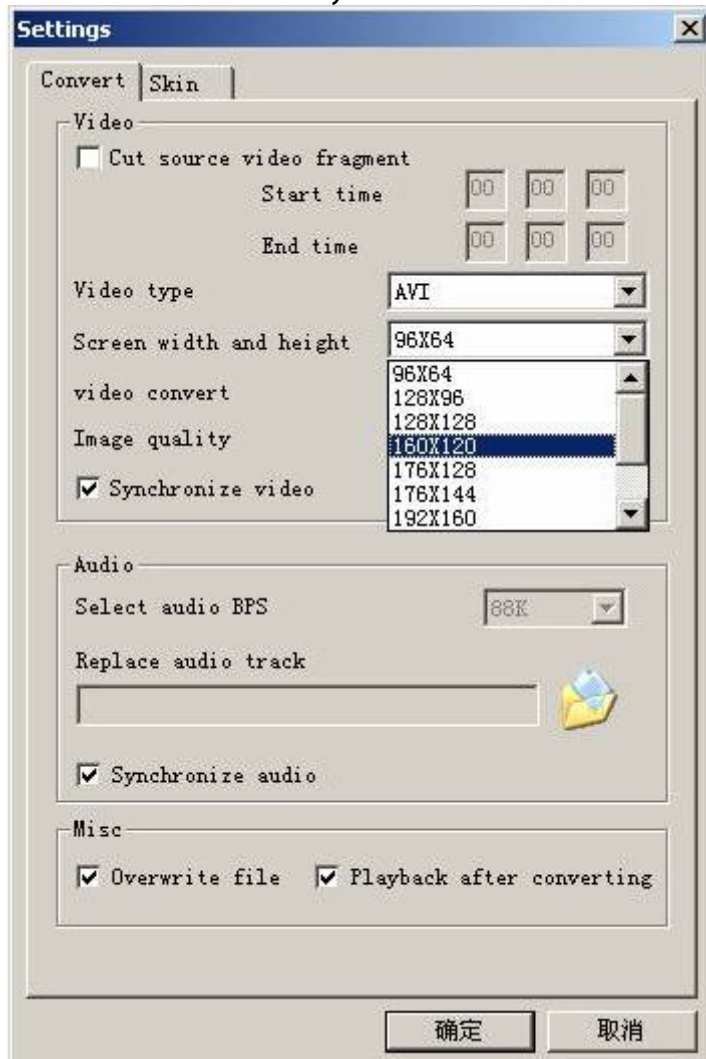 Settings
Convert Skin
Video
Cut source video fragment
Start time 00 00 00
End time 00 00 00
Video type AVI
Screen width and height 96X64
96X64
video convert
128X96
128X128
Image quality
160X120
176X128
Synchronize video
176X144
192X160
Audio
Select audio BPS 88K
Replace audio track
Synchronize audio
Misc
Overwrite file Playback after converting
确定 取消